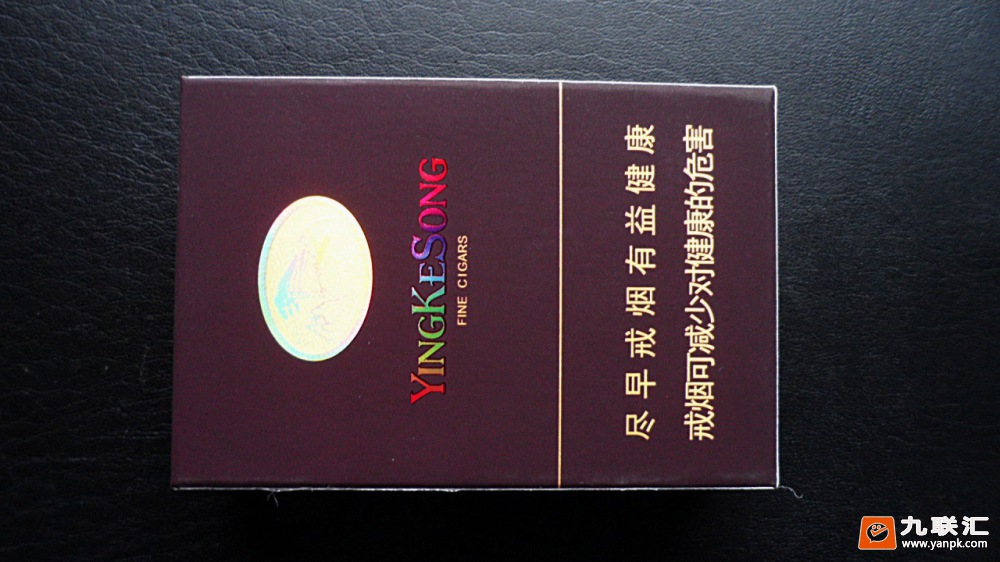 YINGKESONG
FINE CIGARS
尽早戒烟有益健康
戒烟可减少对健康的危害
九联汇
www.yanpk.com